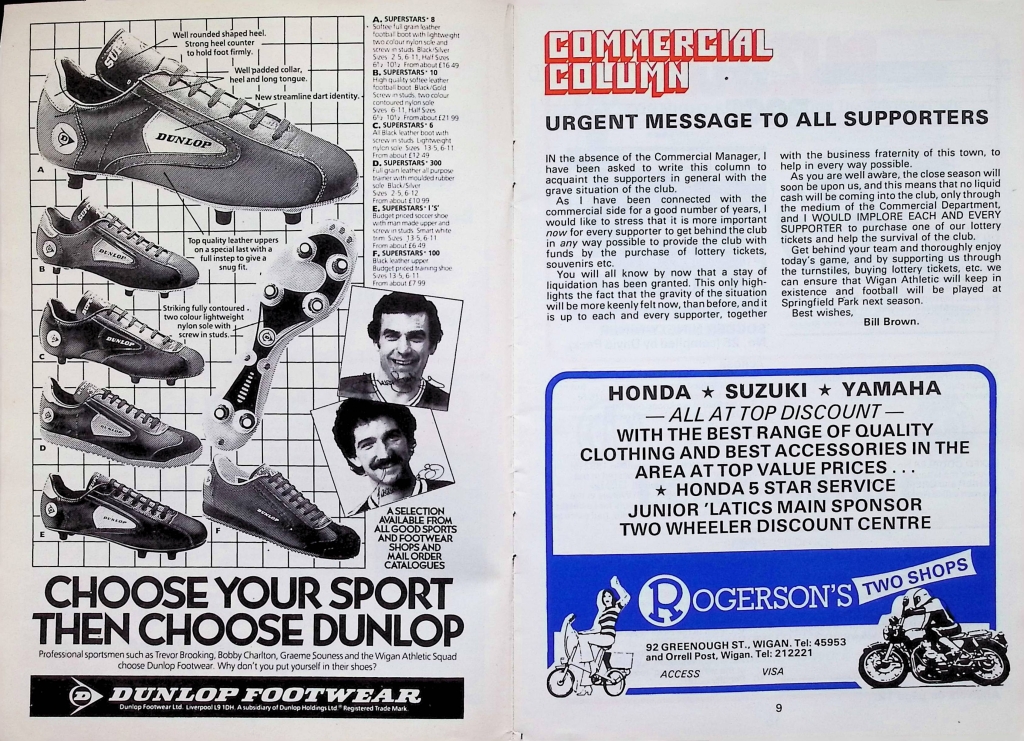 Well rounded shaped heel.
Strong heel counter
to hold foot firmly.
Well padded collar,
heel and long tongue.
New streamline dart identity.
DUNLOP
A
Top quality leather uppers
on a special last with a
full instep to give a
snug fit.
DUNLOP
B
Striking fully contoured
two colour lightweight
nylon sole with
screw in studs.
DUNLOP
C
D
DUNLOP
E
DUNLOP
F
A. SUPERSTARS* 8
Softee full grain leather
football boot with lightweight
two colour nylon sole and
screw in studs. Black/Silver
Sizes 2-5, 6-11, Half Sizes
6½ 10½ From about £16.49
B. SUPERSTARS* 10
High quality softee leather
football boot. Black/Gold
Screw in studs, two colour
contoured nylon sole
Sizes 6-11, Half Sizes
6½ 10½ From about £21.99
C. SUPERSTARS* 6
All Black leather boot with
screw in studs. Lightweight
nylon sole. Sizes 13-5, 6-11
From about £12.49
D. SUPERSTARS* 300
Full grain leather all purpose
trainer with moulded rubber
sole. Black/Silver
Sizes 2-5, 6-12
From about £10.99
E. SUPERSTARS* I 'S'
Budget priced soccer shoe
with man made upper and
screw in studs. Smart white
trim. Sizes 13-5, 6-11
From about £6.49
F. SUPERSTARS* 100
Black leather upper
Budget priced training shoe
From about £7.99
A SELECTION
AVAILABLE FROM
ALL GOOD SPORTS
AND FOOTWEAR
SHOPS AND
MAIL ORDER
CATALOGUES
CHOOSE YOUR SPORT
THEN CHOOSE DUNLOP
Professional sportsmen such as Trevor Brooking, Bobby Charlton, Graeme Souness and the Wigan Athletic Squad
choose Dunlop Footwear. Why don't you put yourself in their shoes?
D DUNLOP FOOTWEAR
Dunlop Footwear Ltd. Liverpool L9 1DH. A subsidiary of Dunlop Holdings Ltd ® Registered Trade Mark.
COMMERCIAL
COLUMN
URGENT MESSAGE TO ALL SUPPORTERS
IN the absence of the Commercial Manager, I
have been asked to write this column to
acquaint the supporters in general with the
grave situation of the club.
As I have been connected with the
commercial side for a good number of years, I
would like to stress that it is more important
now for every supporter to get behind the club
in any way possible to provide the club with
funds by the purchase of lottery tickets,
souvenirs etc.
You will all know by now that a stay of
liquidation has been granted. This only high-
lights the fact that the gravity of the situation
will be more keenly felt now, than before, and it
is up to each and every supporter, together
with the business fraternity of this town, to
help in every way possible.
As you are well aware, the close season will
soon be upon us, and this means that no liquid
cash will be coming into the club, only through
the medium of the Commercial Department,
and I WOULD IMPLORE EACH AND EVERY
SUPPORTER to purchase one of our lottery
tickets and help the survival of the club.
Get behind your team and thoroughly enjoy
today's game, and by supporting us through
the turnstiles, buying lottery tickets, etc. we
can ensure that Wigan Athletic will keep in
existence and football will be played at
Springfield Park next season.
Best wishes,
Bill Brown.
HONDA ★ SUZUKI ★ YAMAHA
— ALL AT TOP DISCOUNT —
WITH THE BEST RANGE OF QUALITY
CLOTHING AND BEST ACCESSORIES IN THE
AREA AT TOP VALUE PRICES . . .
★ HONDA 5 STAR SERVICE
JUNIOR 'LATICS MAIN SPONSOR
TWO WHEELER DISCOUNT CENTRE
ROGERSON'S TWO SHOPS
92 GREENOUGH ST., WIGAN. Tel: 45953
and Orrell Post, Wigan. Tel: 212221
ACCESS VISA
9